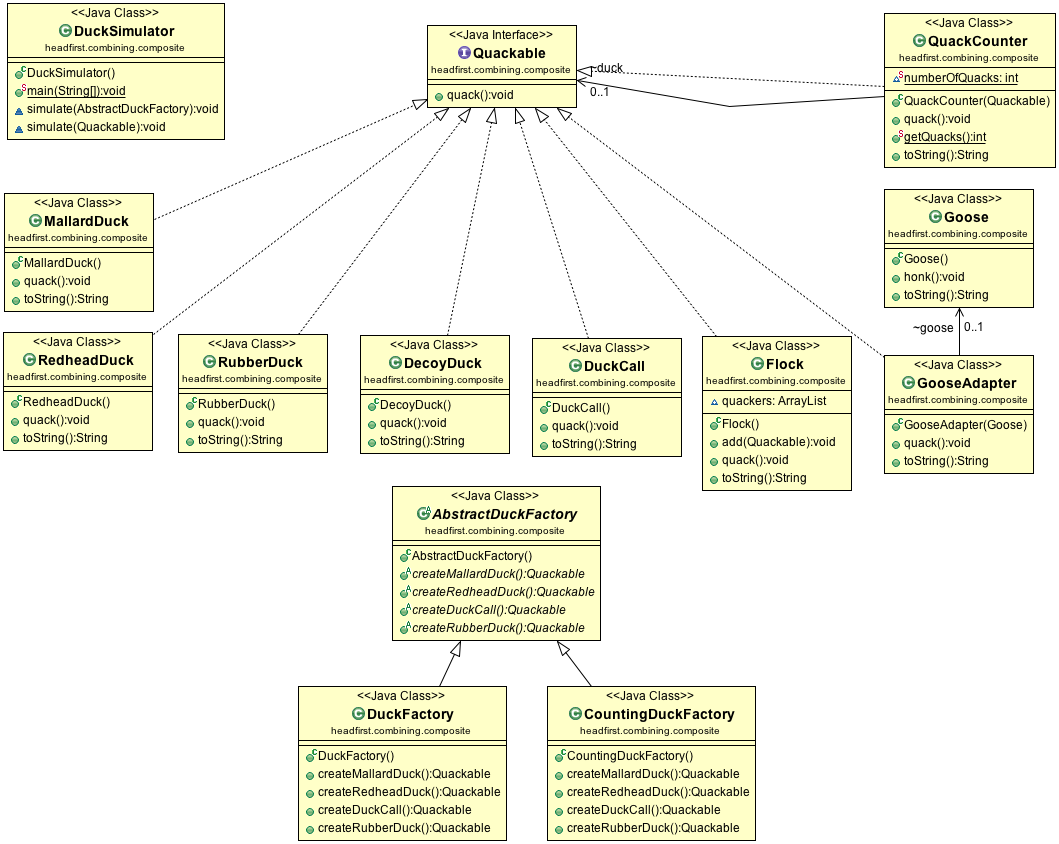 <<Java Class>>
DuckSimulator
headfirst.combining.composite
DuckSimulator()
main(String[]):void
simulate(AbstractDuckFactory):void
simulate(Quackable):void
<<Java Interface>>
Quackable
headfirst.combining.composite
quack():void
~duck
0..1
<<Java Class>>
QuackCounter
headfirst.combining.composite
numberOfQuacks: int
QuackCounter(Quackable)
quack():void
getQuacks():int
toString():String
<<Java Class>>
MallardDuck
headfirst.combining.composite
MallardDuck()
quack():void
toString():String
<<Java Class>>
Goose
headfirst.combining.composite
Goose()
honk():void
toString():String
~goose
0..1
<<Java Class>>
RedheadDuck
headfirst.combining.composite
RedheadDuck()
quack():void
toString():String
<<Java Class>>
RubberDuck
headfirst.combining.composite
RubberDuck()
quack():void
toString():String
<<Java Class>>
DecoyDuck
headfirst.combining.composite
DecoyDuck()
quack():void
toString():String
<<Java Class>>
DuckCall
headfirst.combining.composite
DuckCall()
quack():void
toString():String
<<Java Class>>
Flock
headfirst.combining.composite
quackers: ArrayList
Flock()
add(Quackable):void
quack():void
toString():String
<<Java Class>>
GooseAdapter
headfirst.combining.composite
GooseAdapter(Goose)
quack():void
toString():String
<<Java Class>>
AbstractDuckFactory
headfirst.combining.composite
AbstractDuckFactory()
createMallardDuck():Quackable
createRedheadDuck():Quackable
createDuckCall():Quackable
createRubberDuck():Quackable
<<Java Class>>
DuckFactory
headfirst.combining.composite
DuckFactory()
createMallardDuck():Quackable
createRedheadDuck():Quackable
createDuckCall():Quackable
createRubberDuck():Quackable
<<Java Class>>
CountingDuckFactory
headfirst.combining.composite
CountingDuckFactory()
createMallardDuck():Quackable
createRedheadDuck():Quackable
createDuckCall():Quackable
createRubberDuck():Quackable